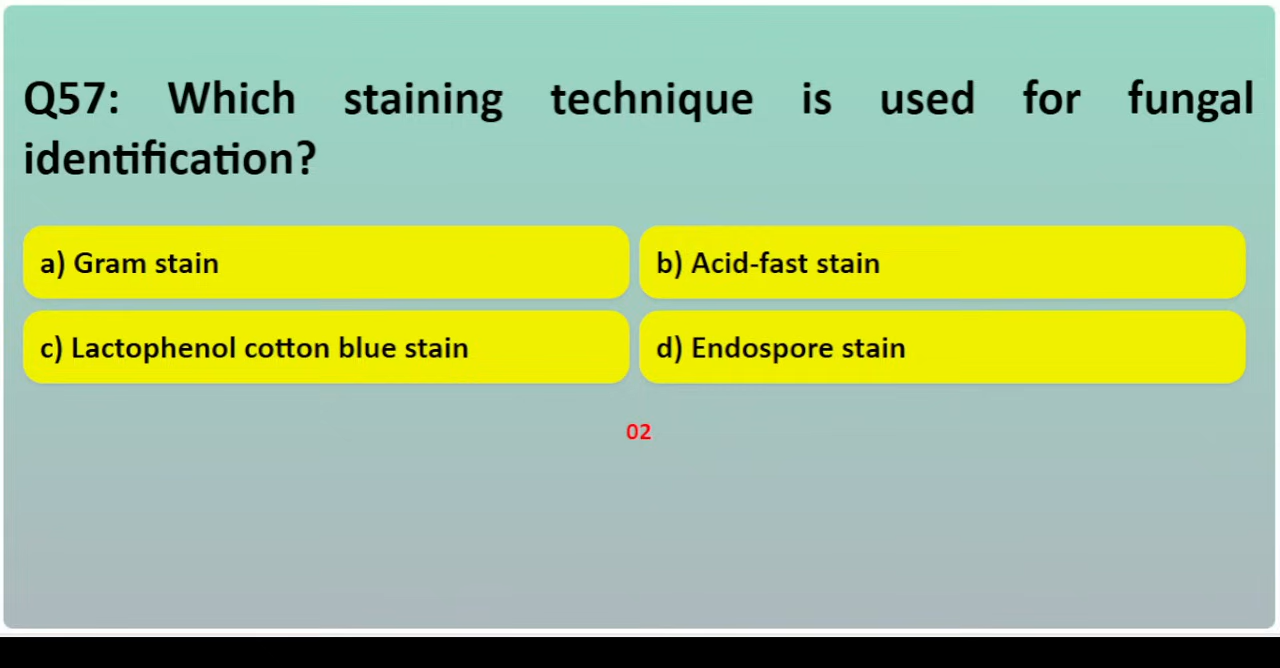 Q57: Which staining technique is used for fungal
identification?
a) Gram stain
b) Acid-fast stain
c) Lactophenol cotton blue stain
d) Endospore stain
02